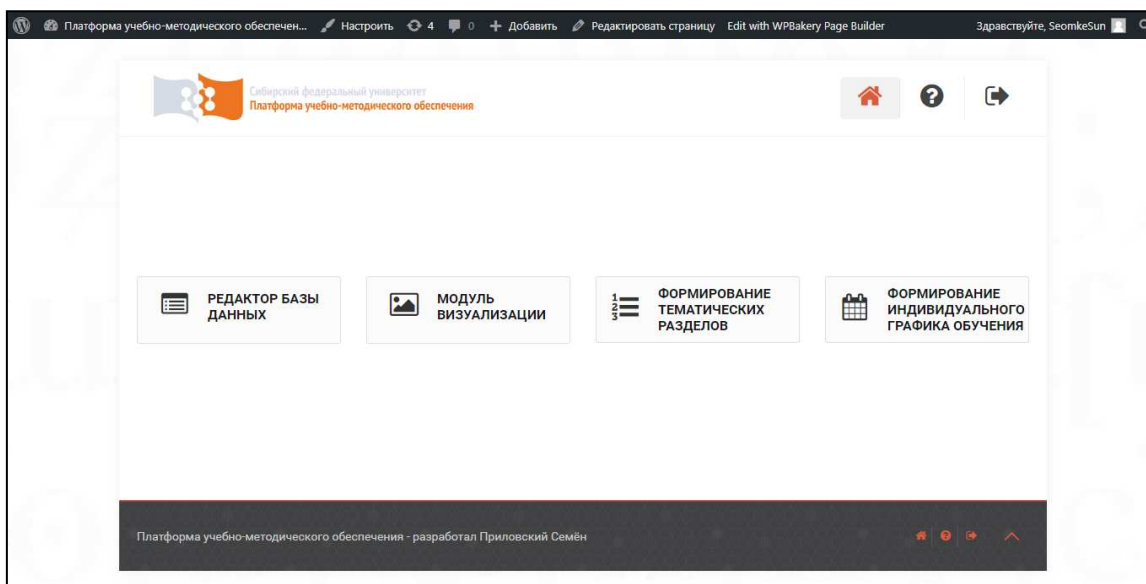 Платформа учебно-методического обеспечен... Настроить 4 0 Добавить Редактировать страницу Edit with WPBakery Page Builder Здравствуйте, SeomkeSun
Сибирский федеральный университет
Платформа учебно-методического обеспечения
РЕДАКТОР БАЗЫ
ДАННЫХ
МОДУЛЬ
ВИЗУАЛИЗАЦИИ
ФОРМИРОВАНИЕ
ТЕМАТИЧЕСКИХ
РАЗДЕЛОВ
ФОРМИРОВАНИЕ
ИНДИВИДУАЛЬНОГО
ГРАФИКА ОБУЧЕНИЯ
Платформа учебно-методического обеспечения - разработал Приловский Семён